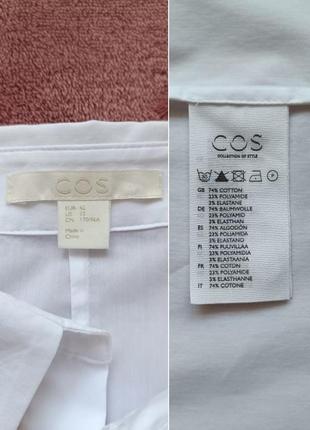 COS
EUR 42
US 12
CN 170/96A
Made in
China
COS
COLLECTION OF STYLE
GB 74% COTTON
23% POLYAMIDE
3% ELASTANE
DE 74% BAUMWOLLE
23% POLYAMID
3% ELASTHAN
ES 74% ALGODÓN
23% POLIAMIDA
3% ELASTANO
FI 74% PUUVILLAA
23% POLYAMIDIA
3% ELASTAANIA
FR 74% COTON
23% POLYAMIDE
3% ELASTHANNE
IT 74% COTONE